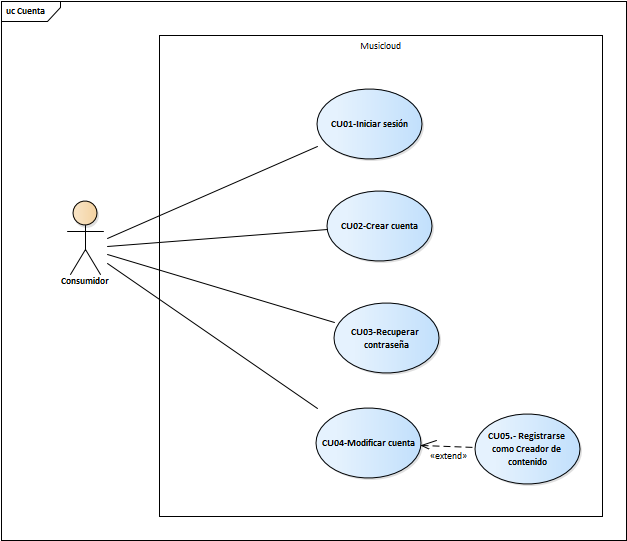 uc Cuenta
Musicloud
CU01-Iniciar sesión
CU02-Crear cuenta
Consumidor
CU03-Recuperar
contraseña
CU04-Modificar cuenta
CU05.- Registrarse
como Creador de
contenido
«extend»